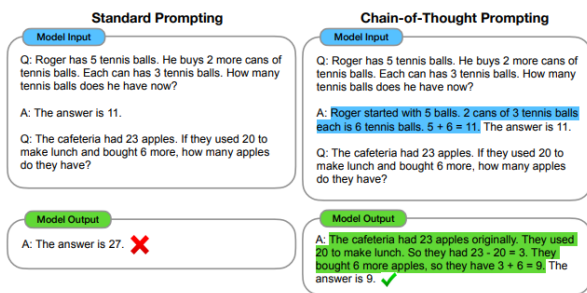 Standard Prompting
Model Input
Q: Roger has 5 tennis balls. He buys 2 more cans of
tennis balls. Each can has 3 tennis balls. How many
tennis balls does he have now?
A: The answer is 11.
Q: The cafeteria had 23 apples. If they used 20 to
make lunch and bought 6 more, how many apples
do they have?
Model Output
A: The answer is 27.
Chain-of-Thought Prompting
Model Input
Q: Roger has 5 tennis balls. He buys 2 more cans of
tennis balls. Each can has 3 tennis balls. How many
tennis balls does he have now?
A: Roger started with 5 balls. 2 cans of 3 tennis balls
each is 6 tennis balls. 5 + 6 = 11. The answer is 11.
Q: The cafeteria had 23 apples. If they used 20 to
make lunch and bought 6 more, how many apples
do they have?
Model Output
A: The cafeteria had 23 apples originally. They used
20 to make lunch. So they had 23 - 20 = 3. They
bought 6 more apples, so they have 3 + 6 = 9. The
answer is 9.